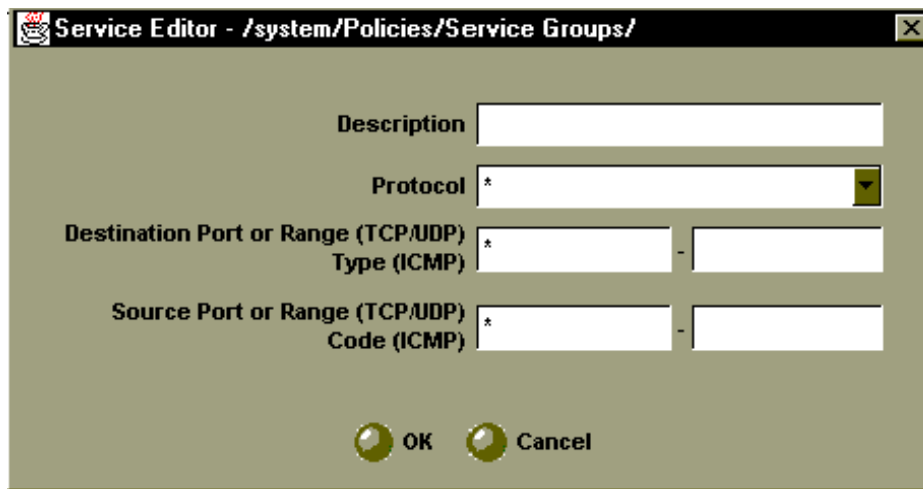 Service Editor - /system/Policies/Service Groups/
Description
Protocol *
Destination Port or Range (TCP/UDP)
Type (ICMP) * -
Source Port or Range (TCP/UDP)
Code (ICMP) * -
OK Cancel